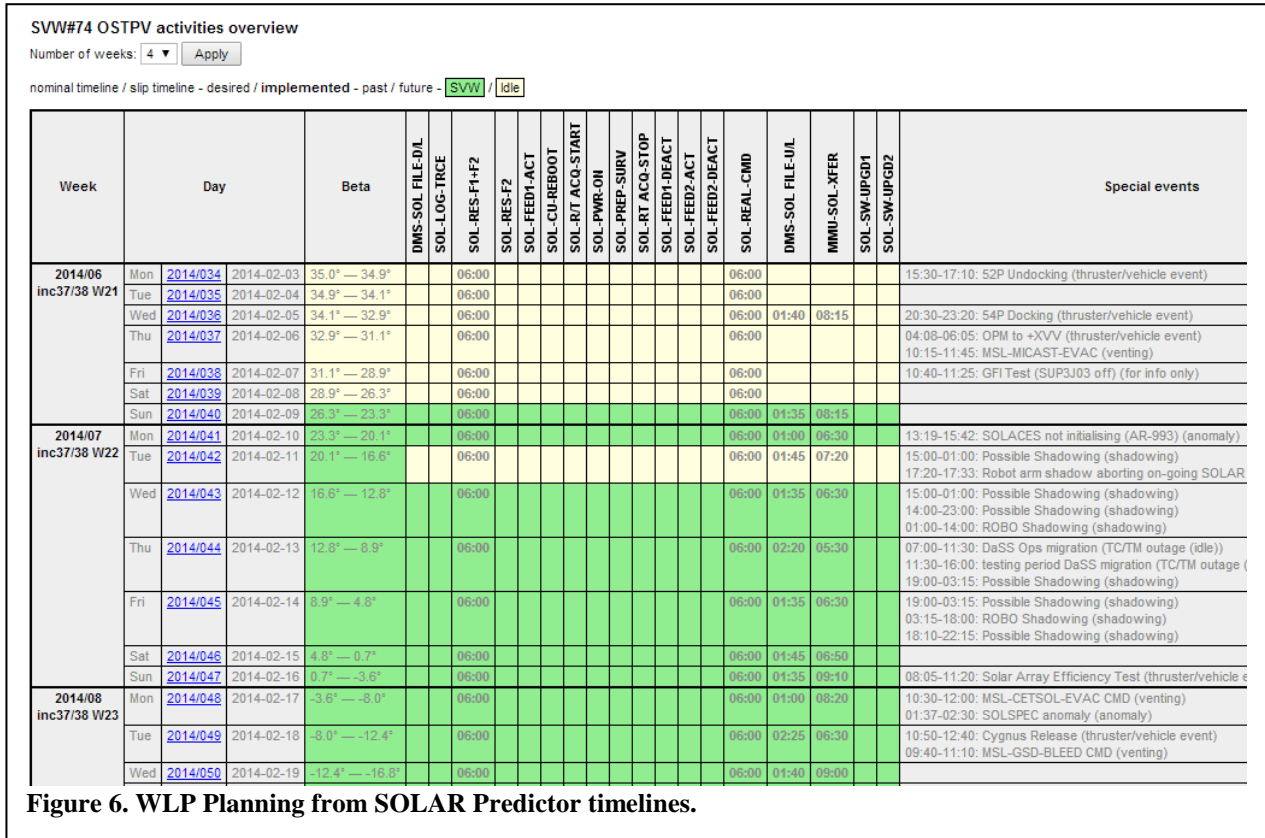 SVW#74 OSTPV activities overview
Number of weeks: 4 ▼ Apply
nominal timeline / slip timeline - desired / implemented - past / future - SVW / Idle
Week Day Beta DMS-SOL FILE-D/L SOL-LOG-TRCE SOL-RES-F1+F2 SOL-RES-F2 SOL-FEED1-ACT SOL-CU-REBOOT SOL-R/T ACQ-START SOL-PWR-ON SOL-PREP-SURV SOL-RT ACQ-STOP SOL-FEED1-DEACT SOL-FEED2-ACT SOL-FEED2-DEACT SOL-REAL-CMD DMS-SOL FILE-U/L MMU-SOL-XFER SOL-SW-UPGD1 SOL-SW-UPGD2 Special events
2014/06 Mon 2014/034 2014-02-03 35.0° — 34.9° 06:00 06:00 15:30-17:10: 52P Undocking (thruster/vehicle event)
inc37/38 W21 Tue 2014/035 2014-02-04 34.9° — 34.1° 06:00 06:00
Wed 2014/036 2014-02-05 34.1° — 32.9° 06:00 06:00 01:40 08:15 20:30-23:20: 54P Docking (thruster/vehicle event)
Thu 2014/037 2014-02-06 32.9° — 31.1° 06:00 06:00 04:08-06:05: OPM to +XVV (thruster/vehicle event)
10:15-11:45: MSL-MICAST-EVAC (venting)
Fri 2014/038 2014-02-07 31.1° — 28.9° 06:00 06:00 10:40-11:25: GFI Test (SUP3J03 off) (for info only)
Sat 2014/039 2014-02-08 28.9° — 26.3° 06:00 06:00
Sun 2014/040 2014-02-09 26.3° — 23.3° 06:00 06:00 01:35 08:15
2014/07 Mon 2014/041 2014-02-10 23.3° — 20.1° 06:00 06:00 01:00 06:30 13:19-15:42: SOLACES not initialising (AR-993) (anomaly)
inc37/38 W22 Tue 2014/042 2014-02-11 20.1° — 16.6° 06:00 06:00 01:45 07:20 15:00-01:00: Possible Shadowing (shadowing)
17:20-17:33: Robot arm shadow aborting on-going SOLAR
Wed 2014/043 2014-02-12 16.6° — 12.8° 06:00 06:00 01:35 06:30 15:00-01:00: Possible Shadowing (shadowing)
14:00-23:00: Possible Shadowing (shadowing)
01:00-14:00: ROBO Shadowing (shadowing)
Thu 2014/044 2014-02-13 12.8° — 8.9° 06:00 06:00 02:20 05:30 07:00-11:30: DaSS Ops migration (TC/TM outage (idle))
11:30-16:00: testing period DaSS migration (TC/TM outage (
19:00-03:15: Possible Shadowing (shadowing)
Fri 2014/045 2014-02-14 8.9° — 4.8° 06:00 06:00 01:35 06:30 19:00-03:15: Possible Shadowing (shadowing)
03:15-18:00: ROBO Shadowing (shadowing)
18:10-22:15: Possible Shadowing (shadowing)
Sat 2014/046 2014-02-15 4.8° — 0.7° 06:00 06:00 01:45 06:50
Sun 2014/047 2014-02-16 0.7° — -3.6° 06:00 06:00 01:35 09:10 08:05-11:20: Solar Array Efficiency Test (thruster/vehicle e
2014/08 Mon 2014/048 2014-02-17 -3.6° — -8.0° 06:00 06:00 01:00 08:20 10:30-12:00: MSL-CETSOL-EVAC CMD (venting)
inc37/38 W23 01:37-02:30: SOLSPEC anomaly (anomaly)
Tue 2014/049 2014-02-18 -8.0° — -12.4° 06:00 06:00 02:25 06:30 10:50-12:40: Cygnus Release (thruster/vehicle event)
09:40-11:10: MSL-GSD-BLEED CMD (venting)
Wed 2014/050 2014-02-19 -12.4° — -16.8° 06:00 06:00 01:40 09:00
Figure 6. WLP Planning from SOLAR Predictor timelines.